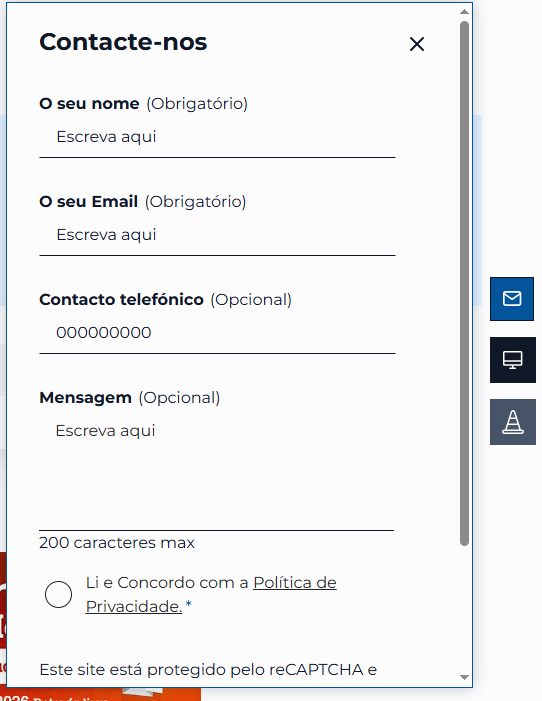 Contacte-nos
O seu nome (Obrigatório)
Escreva aqui
O seu Email (Obrigatório)
Escreva aqui
Contacto telefónico (Opcional)
000000000
Mensagem (Opcional)
Escreva aqui
200 caracteres max
Li e Concordo com a Política de
Privacidade. *
Este site está protegido pelo reCAPTCHA e